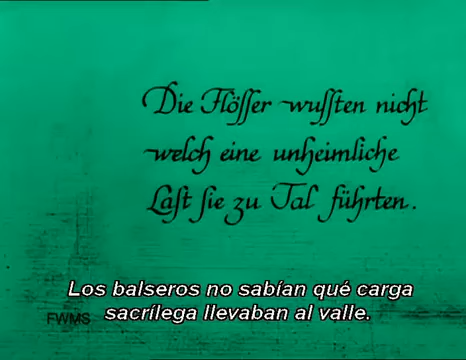 Die Flösser wussten nicht
welch eine unheimliche
Last sie zu Tal führten.
Los balseros no sabían qué carga
sacrílega llevaban al valle.
FWMS